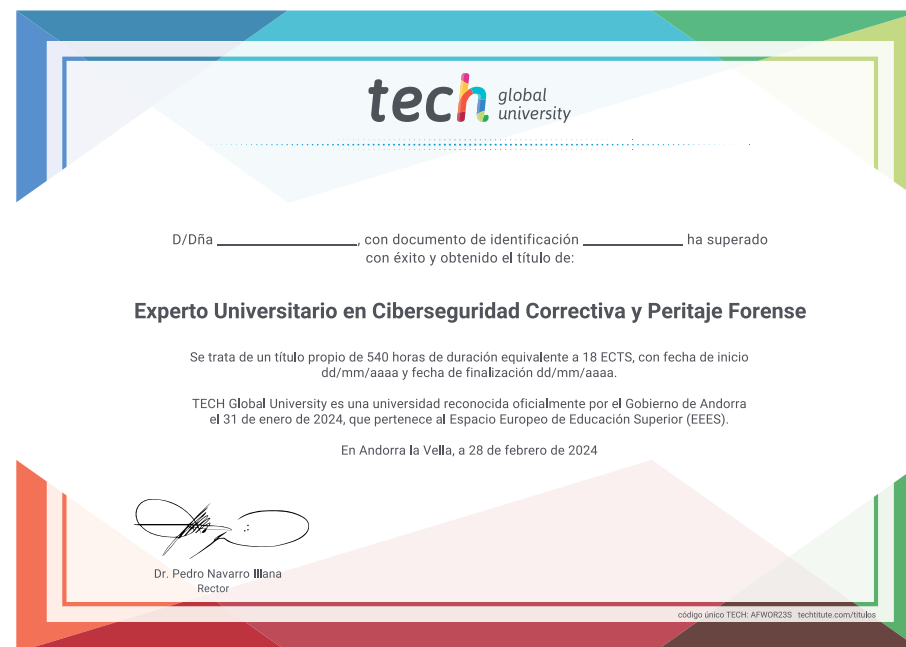 tech global university
D/Dña ________________, con documento de identificación ____________ ha superado
con éxito y obtenido el título de:
Experto Universitario en Ciberseguridad Correctiva y Peritaje Forense
Se trata de un título propio de 540 horas de duración equivalente a 18 ECTS, con fecha de inicio
dd/mm/aaaa y fecha de finalización dd/mm/aaaa.
TECH Global University es una universidad reconocida oficialmente por el Gobierno de Andorra
el 31 de enero de 2024, que pertenece al Espacio Europeo de Educación Superior (EEES).
En Andorra la Vella, a 28 de febrero de 2024
Dr. Pedro Navarro Illana
Rector
código único TECH: AFWOR23S techtitute.com/titulos